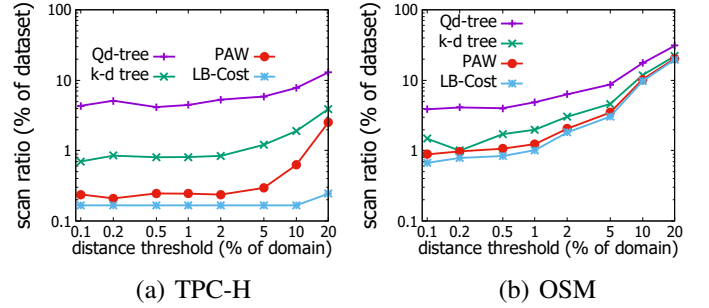 scan ratio (% of dataset)
100
10
1
0.1
Qd-tree
k-d tree
PAW
LB-Cost
0.1 0.2 0.5 1 2 5 10 20
distance threshold (% of domain)
(a) TPC-H
scan ratio (% of dataset)
100
10
1
0.1
Qd-tree
k-d tree
PAW
LB-Cost
0.1 0.2 0.5 1 2 5 10 20
distance threshold (% of domain)
(b) OSM